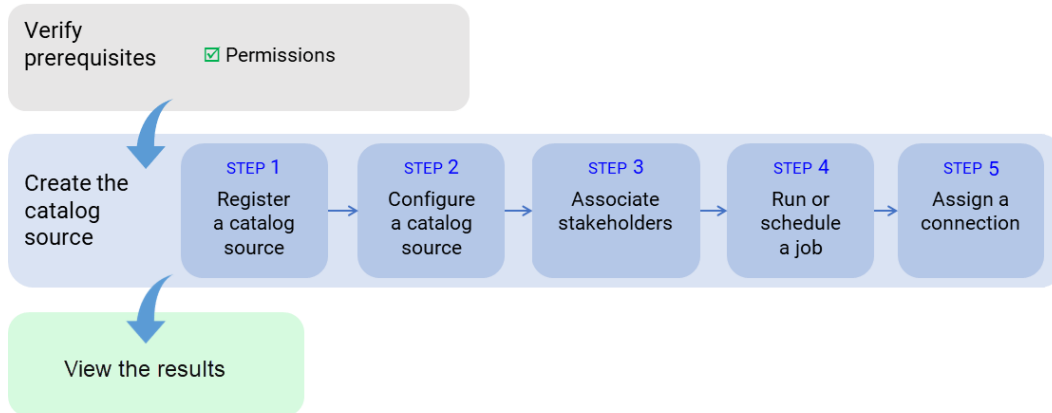 Verify
prerequisites
Permissions
Create the
catalog
source
STEP 1
Register
a catalog
source
STEP 2
Configure
a catalog
source
STEP 3
Associate
stakeholders
STEP 4
Run or
schedule
a job
STEP 5
Assign a
connection
View the results